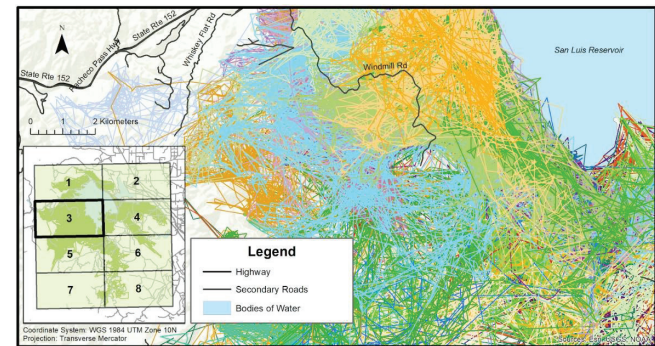 N
State Rte 152
State Rte 152
Pacheco Pass Hwy
Whiskey Flat Rd
Windmill Rd
San Luis Reservoir
0 1 2 Kilometers
1
2
3
4
5
6
7
8
Legend
Highway
Secondary Roads
Bodies of Water
Coordinate System: WGS 1984 UTM Zone 10N
Projection: Transverse Mercator
Sources: Esri, USGS, NOAA